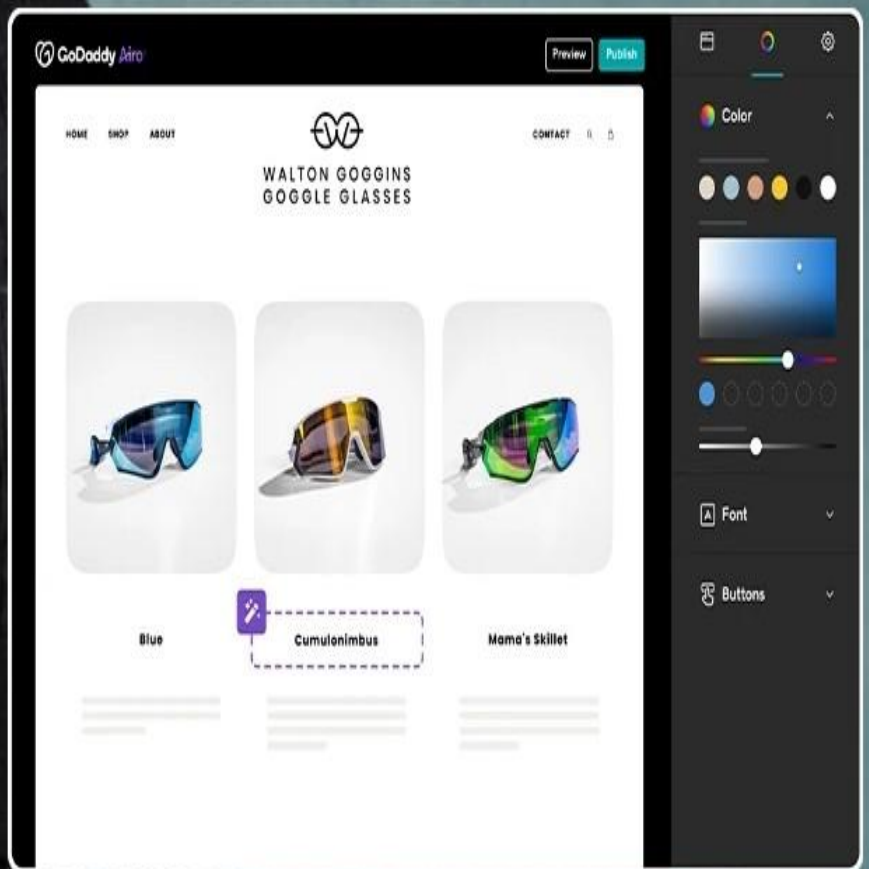 GoDaddy Airo
Preview
Publish
HOME
SHOP
ABOUT
WALTON GOGGINS
GOGGLE GLASSES
CONTACT
Color
A Font
Buttons
Blue
Cumulonimbus
Mama's Skillet